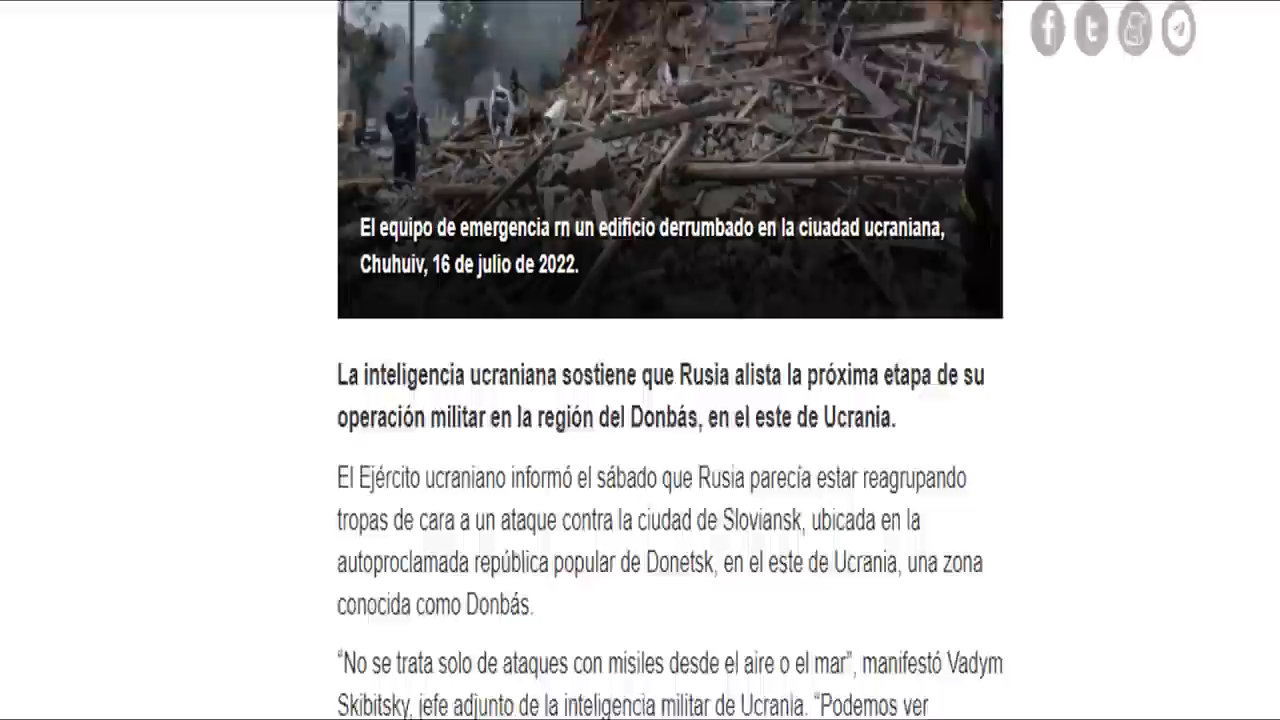 El equipo de emergencia rn un edificio derrumbado en la ciuadad ucraniana,
Chuhuiv, 16 de julio de 2022.
La inteligencia ucraniana sostiene que Rusia alista la próxima etapa de su
operación militar en la región del Donbás, en el este de Ucrania.
El Ejército ucraniano informó el sábado que Rusia parecía estar reagrupando
tropas de cara a un ataque contra la ciudad de Sloviansk, ubicada en la
autoproclamada república popular de Donetsk, en el este de Ucrania, una zona
conocida como Donbás.
“No se trata solo de ataques con misiles desde el aire o el mar”, manifestó Vadym
Skibitsky, jefe adjunto de la inteligencia militar de Ucrania. “Podemos ver